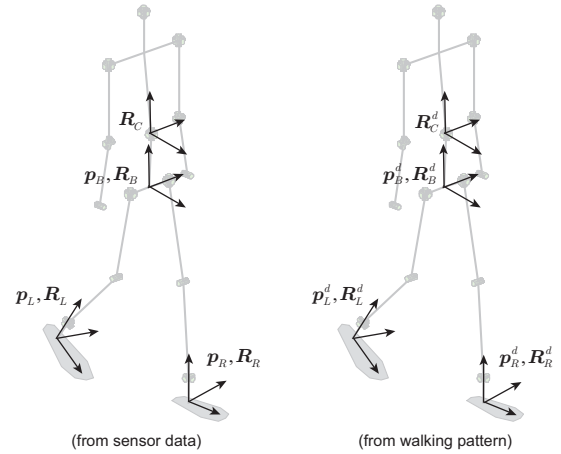 R_C
p_B, R_B
p_L, R_L
p_R, R_R
(from sensor data)
R_C^d
p_B^d, R_B^d
p_L^d, R_L^d
p_R^d, R_R^d
(from walking pattern)